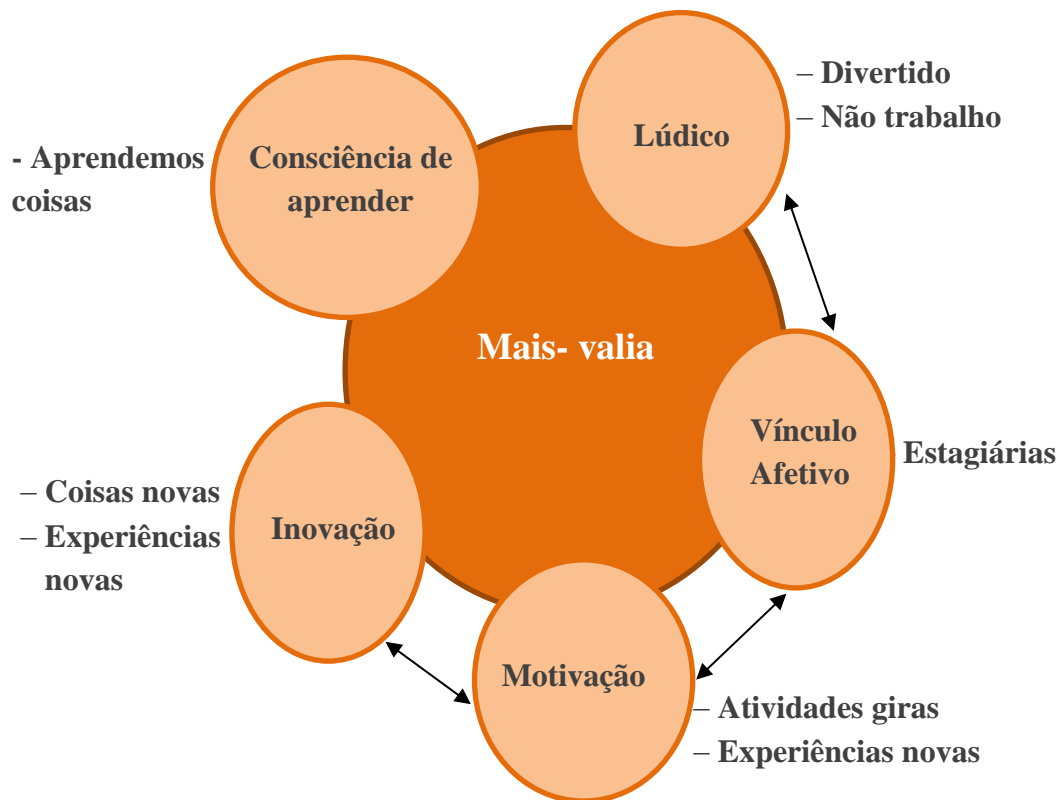 – Divertido
– Não trabalho
Lúdico
Consciência de
aprender
- Aprendemos
coisas
Mais- valia
Vínculo
Afetivo
Estagiárias
– Coisas novas
– Experiências
novas
Inovação
Motivação
– Atividades giras
– Experiências novas